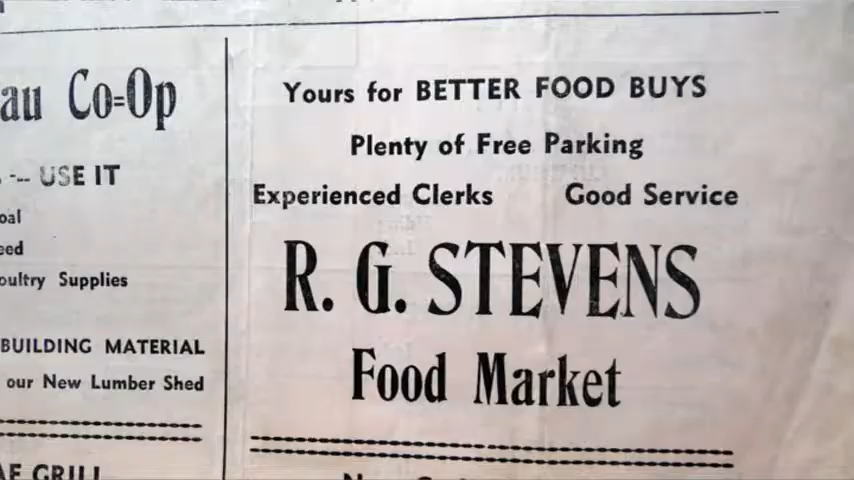 au Co=Op
-- USE IT
oal
eed
oultry Supplies
BUILDING MATERIAL
our New Lumber Shed
GRILL
Yours for BETTER FOOD BUYS
Plenty of Free Parking
Experienced Clerks Good Service
R. G. STEVENS
Food Market